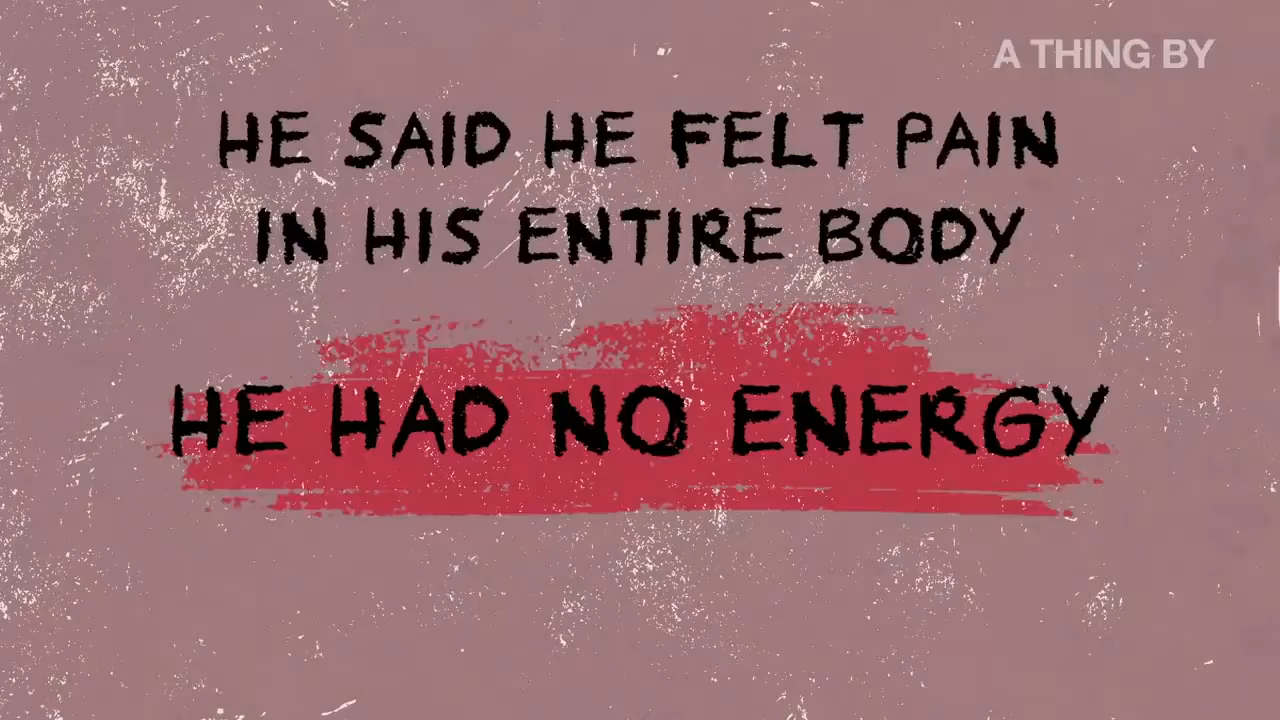 A THING BY
HE SAID HE FELT PAIN
IN HIS ENTIRE BODY
HE HAD NO ENERGY